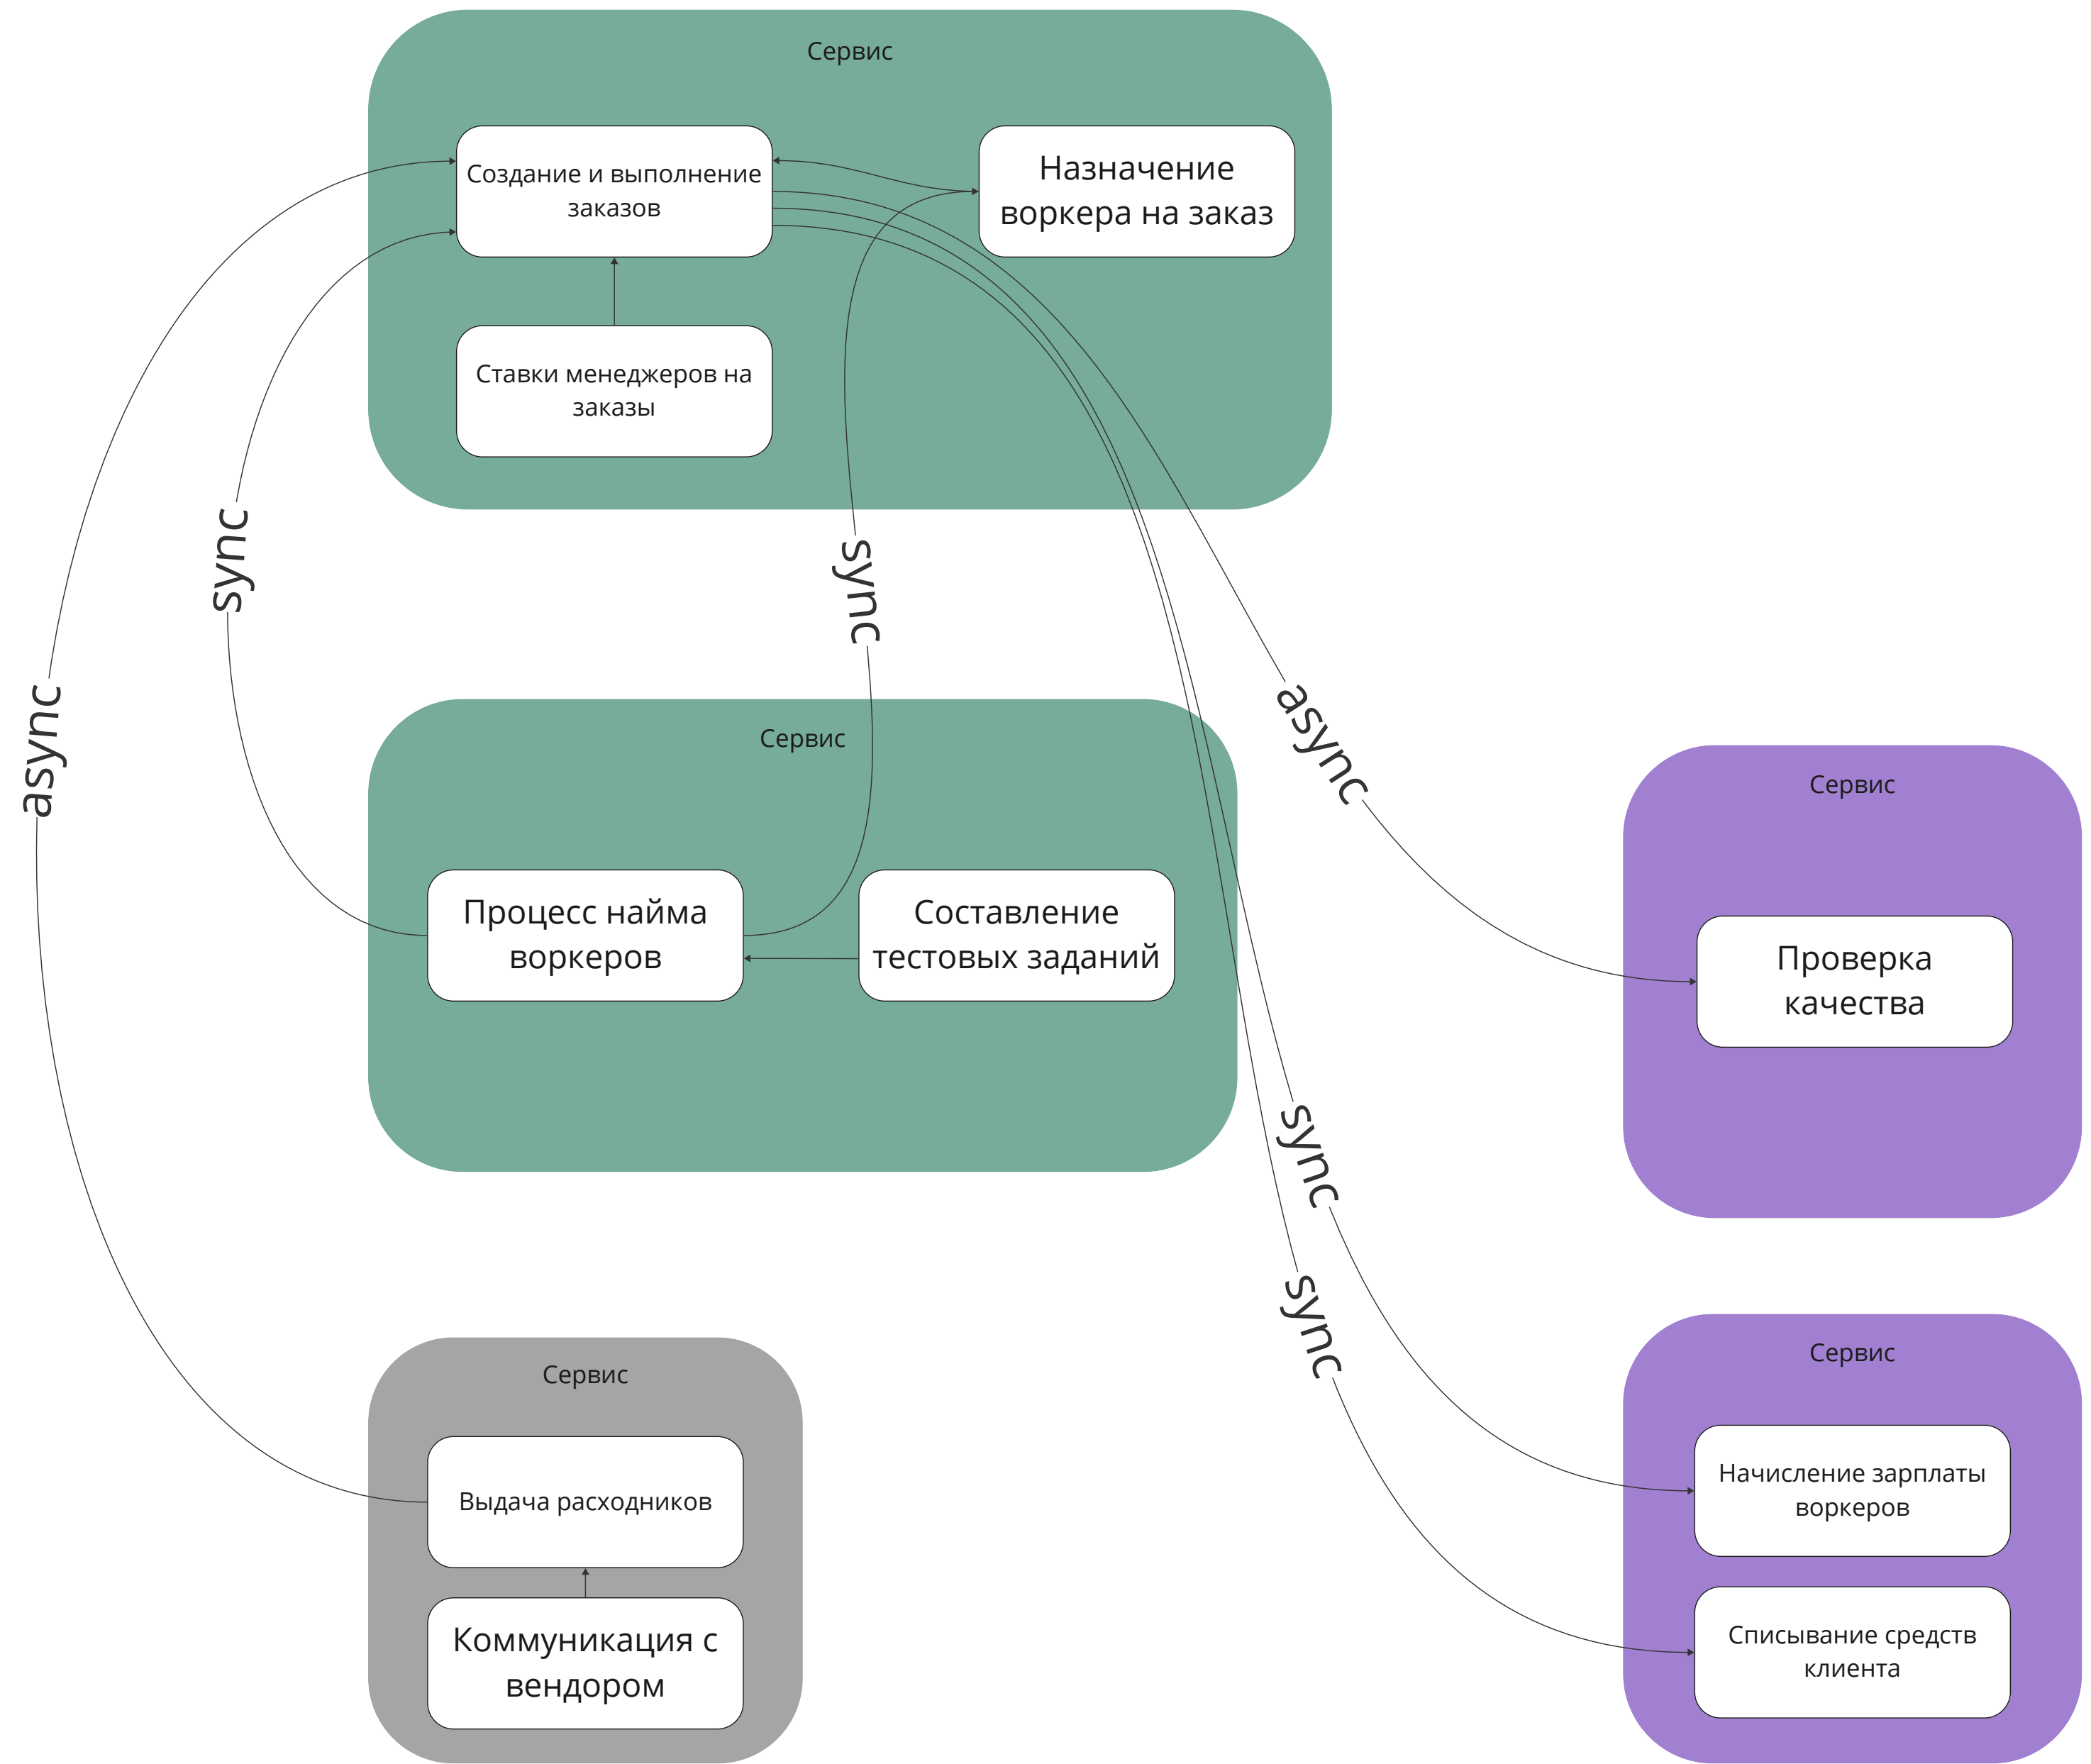 Сервис
Создание и выполнение
заказов
Назначение
воркера на заказ
Ставки менеджеров на
заказы
async
sync
sync
async
Сервис
Процесс найма
воркеров
Составление
тестовых заданий
Сервис
Проверка
качества
sync
sync
Сервис
Выдача расходников
Коммуникация с
вендором
Сервис
Начисление зарплаты
воркеров
Списывание средств
клиента